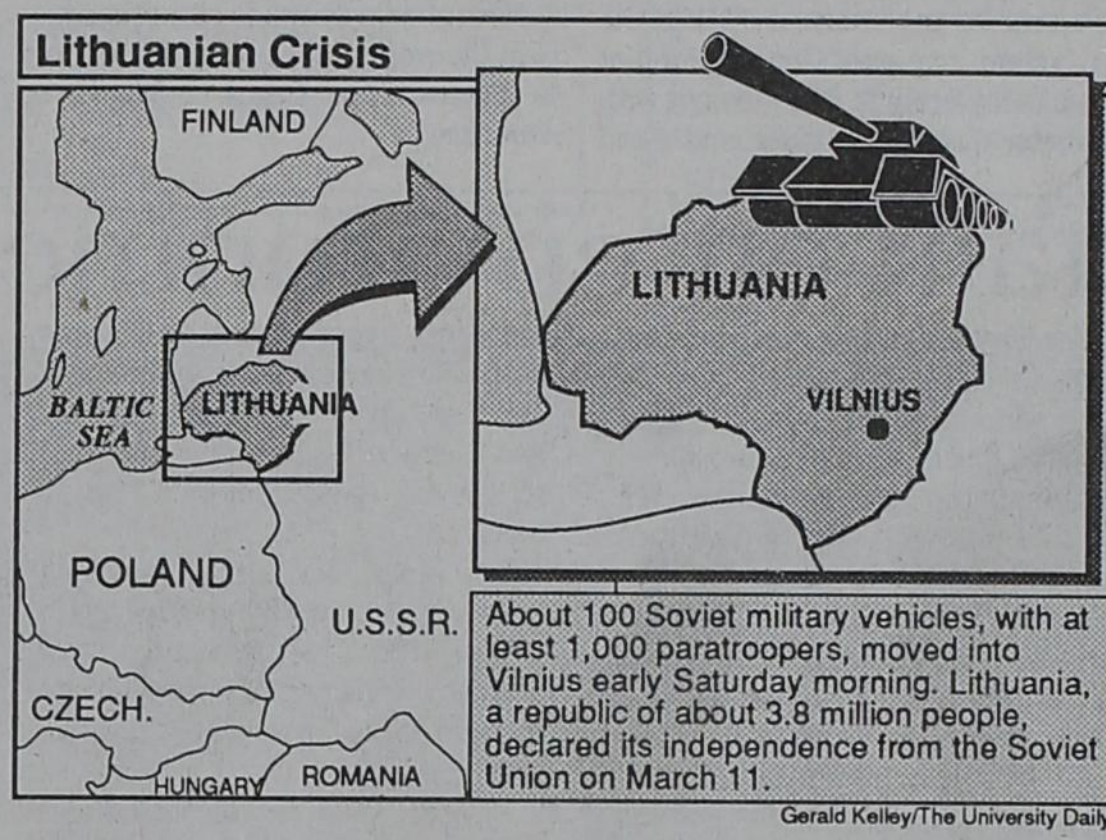 Lithuanian Crisis
FINLAND
BALTIC
SEA
LITHUANIA
POLAND
U.S.S.R.
CZECH.
HUNGARY
ROMANIA
LITHUANIA
VILNIUS
About 100 Soviet military vehicles, with at
least 1,000 paratroopers, moved into
Vilnius early Saturday morning. Lithuania,
a republic of about 3.8 million people,
declared its independence from the Soviet
Union on March 11.
Gerald Kelley/The University Daily